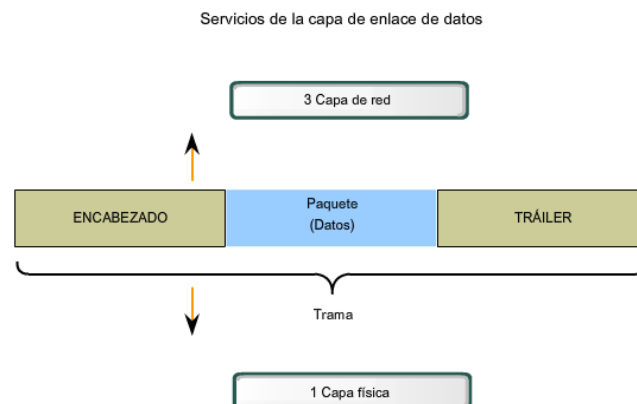 Servicios de la capa de enlace de datos
3 Capa de red
ENCABEZADO
Paquete
(Datos)
TRÁILER
Trama
1 Capa física